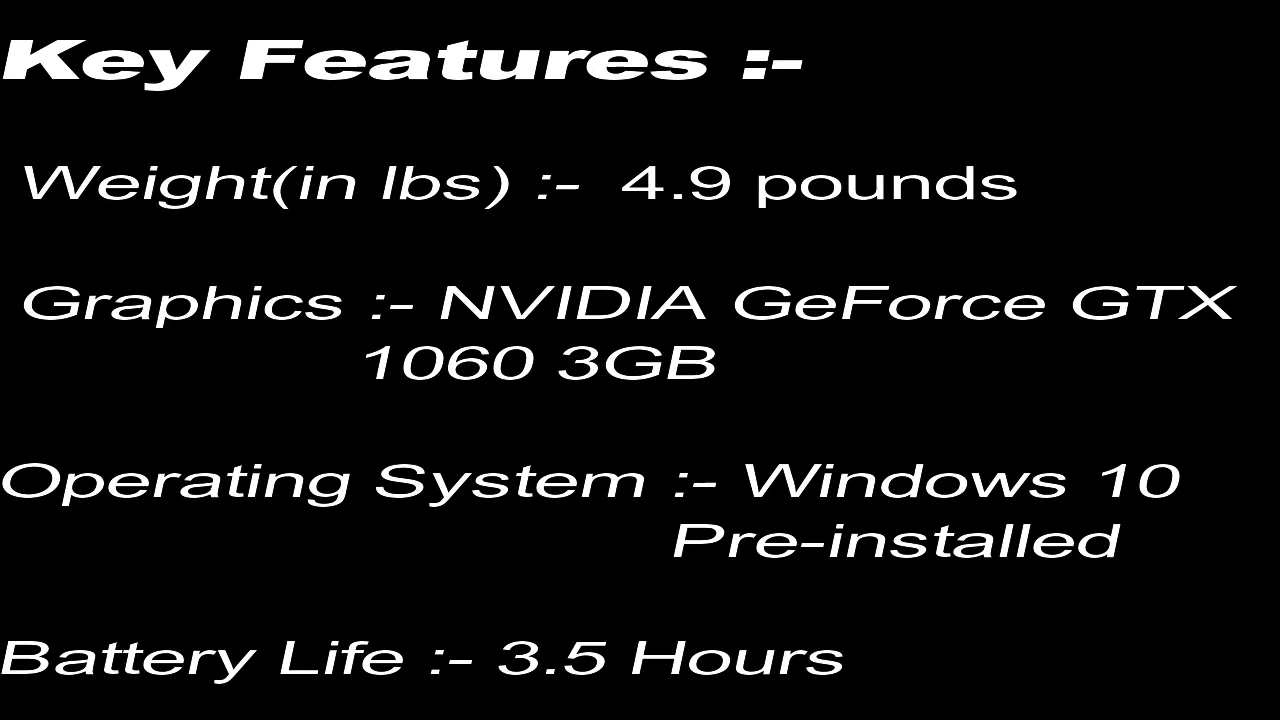 Key Features :-
Weight(in lbs) :- 4.9 pounds
Graphics :- NVIDIA GeForce GTX
1060 3GB
Operating System :- Windows 10
Pre-installed
Battery Life :- 3.5 Hours